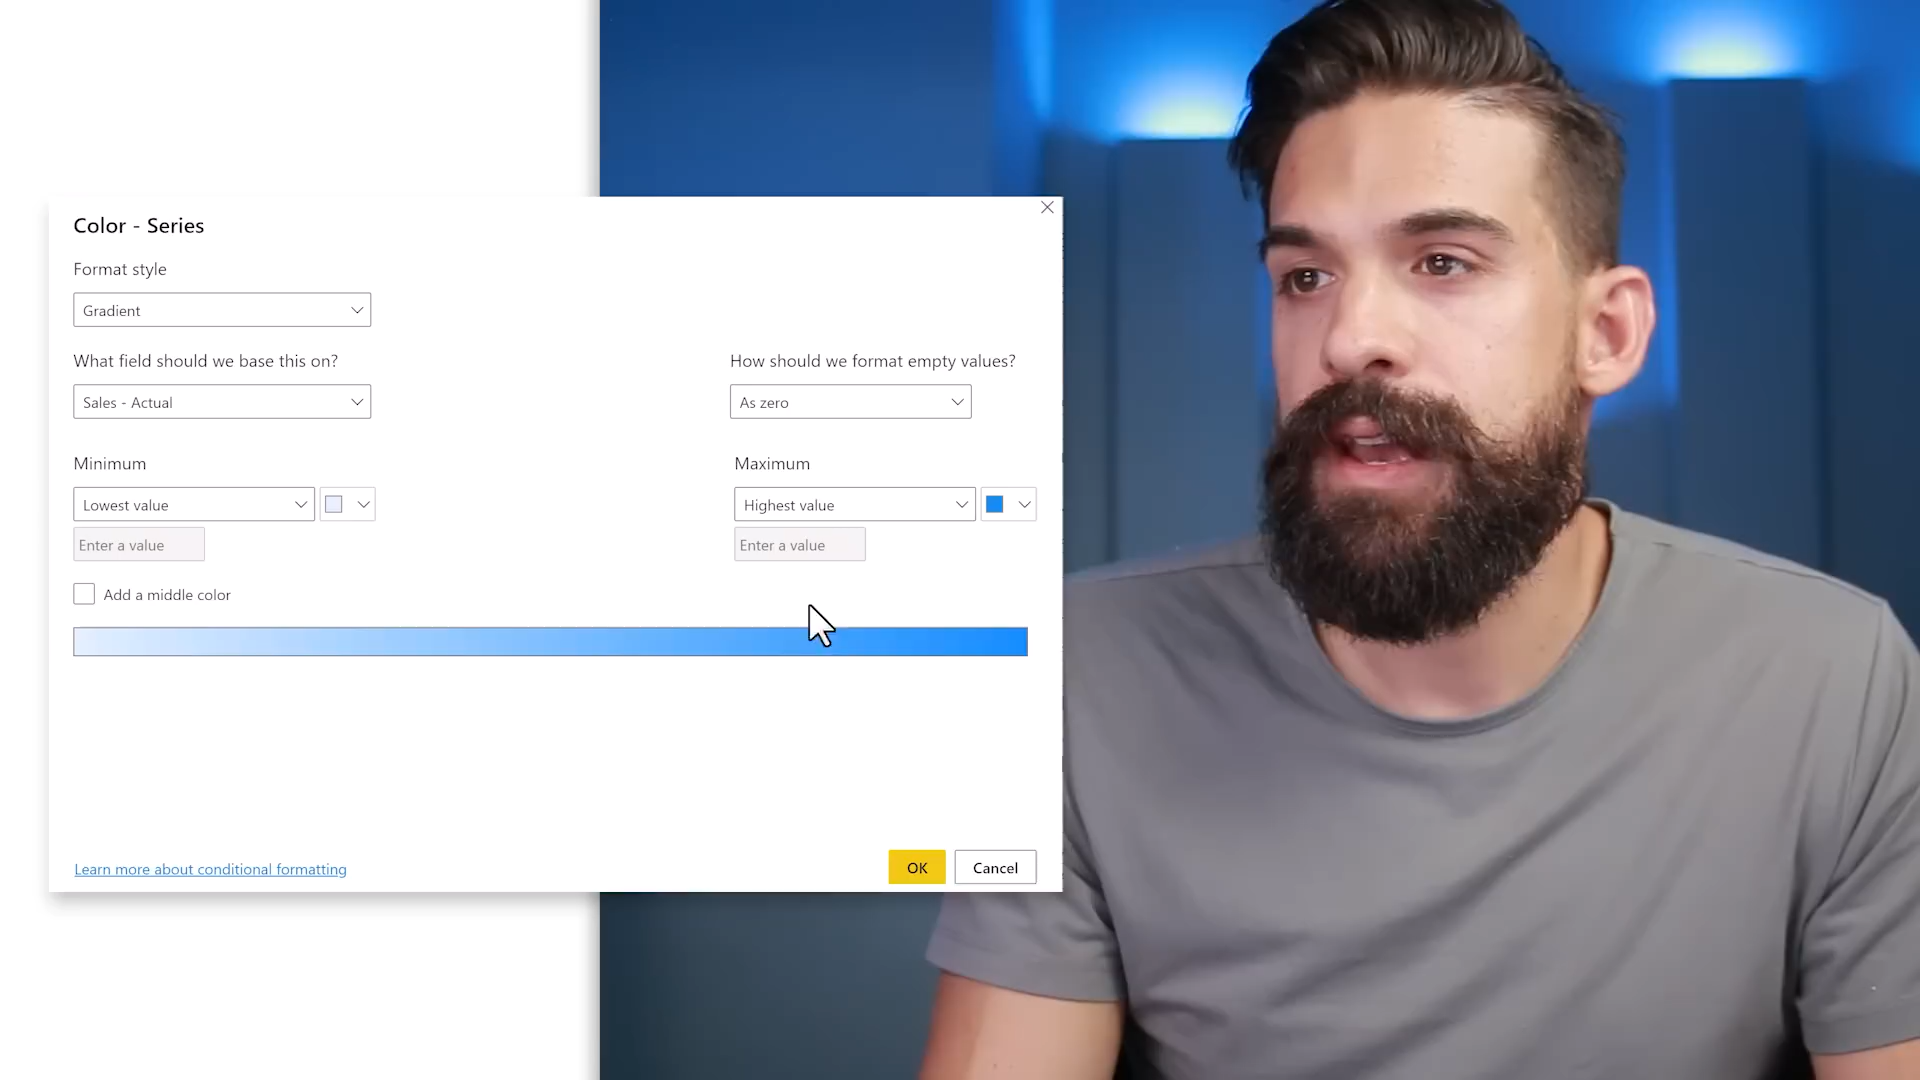 Color - Series
Format style
Gradient
What field should we base this on?
How should we format empty values?
Sales - Actual
As zero
Minimum
Maximum
Lowest value
Highest value
Enter a value
Enter a value
Add a middle color
Learn more about conditional formatting
OK
Cancel